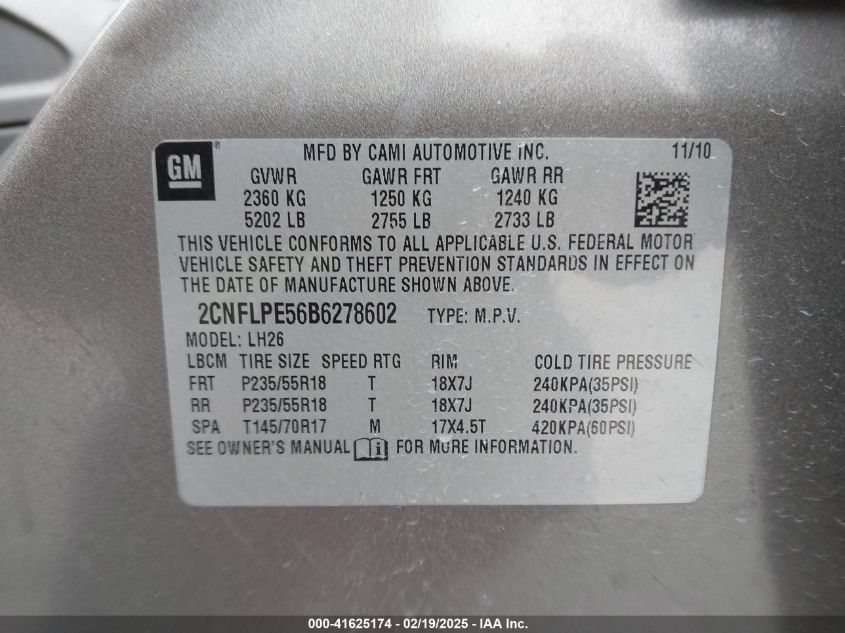 GM ® MFD BY CAMI AUTOMOTIVE INC. 11/10
GVWR GAWR FRT GAWR RR
2360 KG 1250 KG 1240 KG
5202 LB 2755 LB 2733 LB
THIS VEHICLE CONFORMS TO ALL APPLICABLE U.S. FEDERAL MOTOR
VEHICLE SAFETY AND THEFT PREVENTION STANDARDS IN EFFECT ON
THE DATE OF MANUFACTURE SHOWN ABOVE.
2CNFLPE56B6278602 TYPE: M.P.V.
MODEL: LH26
LBCM TIRE SIZE SPEED RTG RIM COLD TIRE PRESSURE
FRT P235/55R18 T 18X7J 240KPA(35PSI)
RR P235/55R18 T 18X7J 240KPA(35PSI)
SPA T145/70R17 M 17X4.5T 420KPA(60PSI)
SEE OWNER'S MANUAL i FOR MORE INFORMATION.
000-41625174 - 02/19/2025 - IAA Inc.